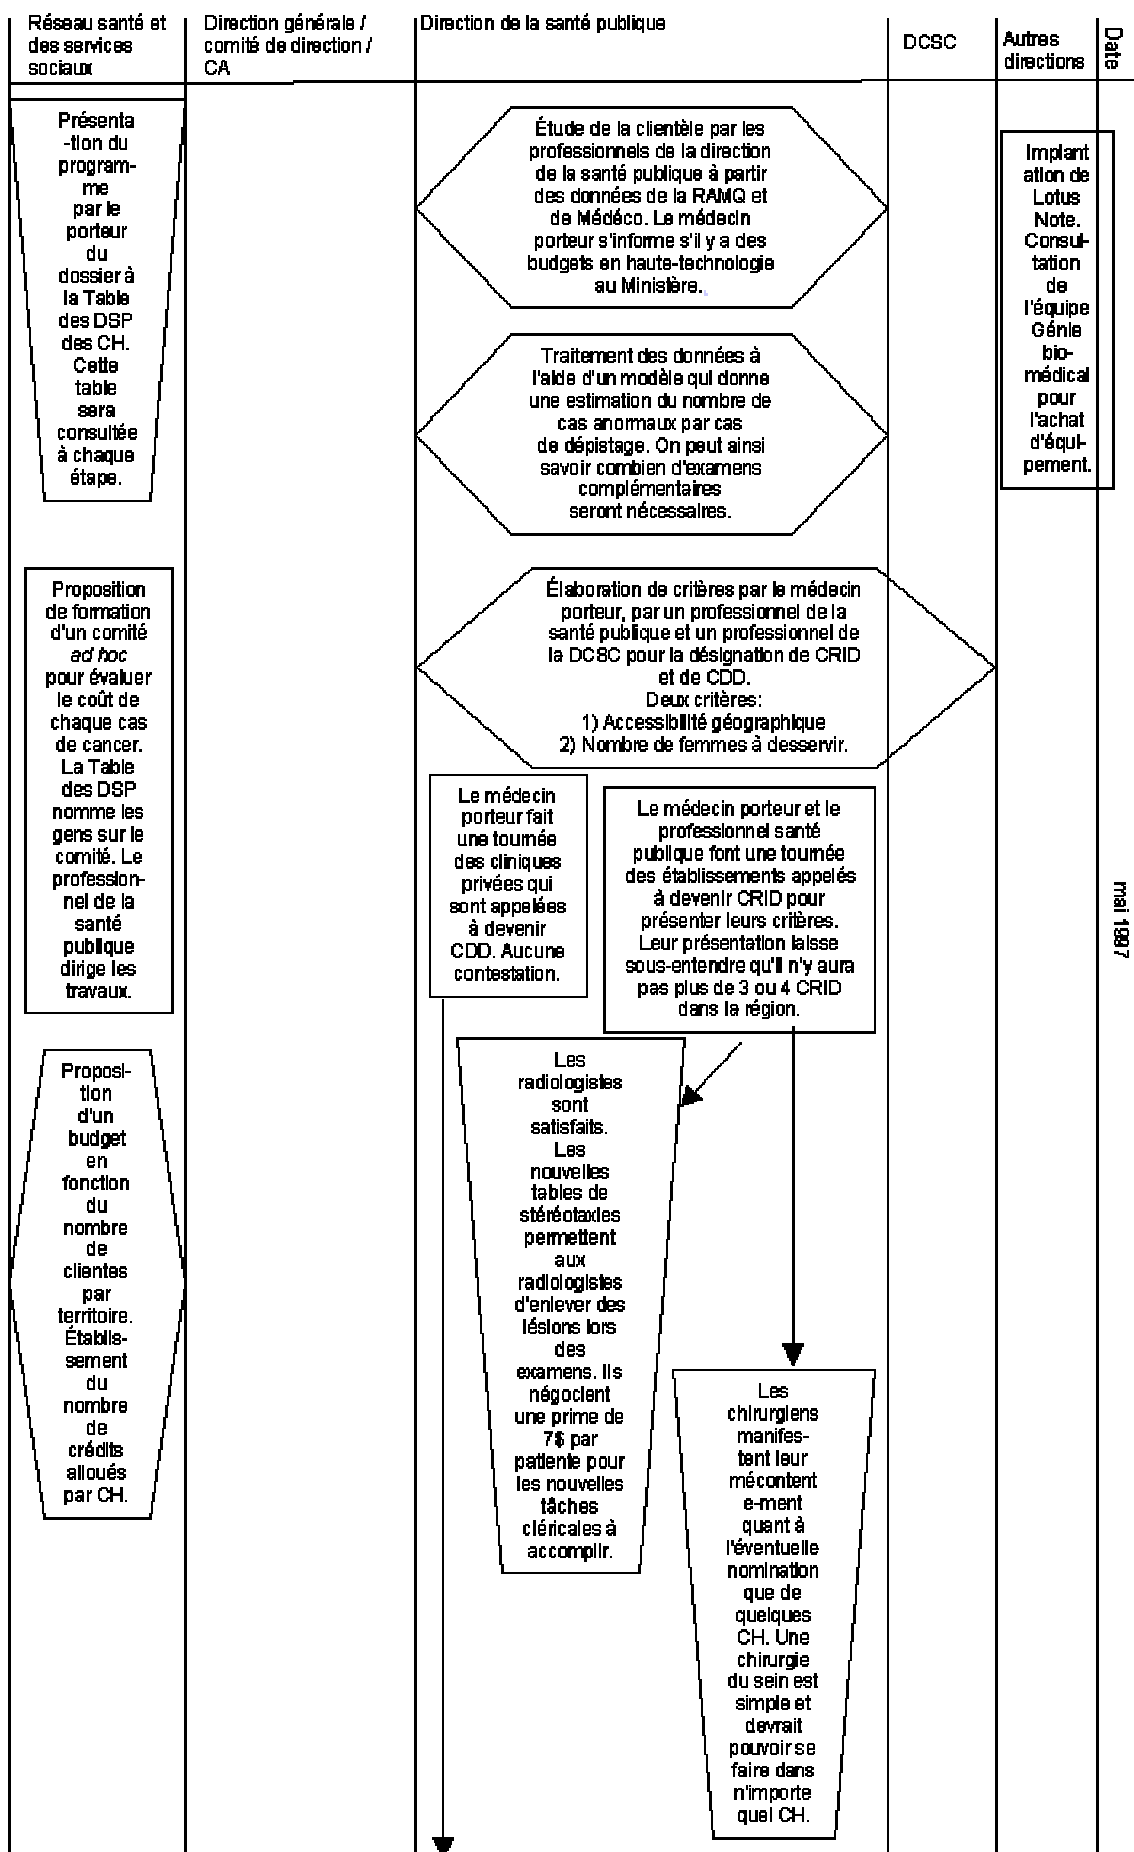 Réseau santé et
des services
sociaux
Direction générale /
comité de direction /
CA
Direction de la santé publique
DCSC
Autres
directions
Date
Présenta
-tion du
program-
me
par le
porteur
du
dossier à
la Table
des DSP
des CH.
Cette
table
sera
consultée
à chaque
étape.
Étude de la clientèle par les
professionnels de la direction
de la santé publique à partir
des données de la RAMQ et
de Médéco. Le médecin
porteur s'informe s'il y a des
budgets en haute-technologie
au Ministère.
Implant
ation de
Lotus
Note.
Consul-
tation
de
l'équipe
Génie
bio-
médical
pour
l'achat
d'équi-
pement.
Traitement des données à
l'aide d'un modèle qui donne
une estimation du nombre de
cas anormaux par cas
de dépistage. On peut ainsi
savoir combien d'examens
complémentaires
seront nécessaires.
Proposition
de formation
d'un comité
ad hoc
pour évaluer
le coût de
chaque cas
de cancer.
La Table
des DSP
nomme les
gens sur le
comité. Le
profession-
nel de la
santé
publique
dirige les
travaux.
Élaboration de critères par le médecin
porteur, par un professionnel de la
santé publique et un professionnel de
la DCSC pour la désignation de CRID
et de CDD.
Deux critères:
1) Accessibilité géographique
2) Nombre de femmes à desservir.
Le médecin
porteur fait
une tournée
des cliniques
privées qui
sont appelées
à devenir
CDD. Aucune
contestation.
Le médecin porteur et le
professionnel santé
publique font une tournée
des établissements appelés
à devenir CRID pour
présenter leurs critères.
Leur présentation laisse
sous-entendre qu'il n'y aura
pas plus de 3 ou 4 CRID
dans la région.
mai 1997
Proposi-
tion
d'un
budget
en
fonction
du
nombre
de
clientes
par
territoire.
Établis-
sement
du
nombre
de
crédits
alloués
par CH.
Les
radiologistes
sont
satisfaits.
Les
nouvelles
tables de
stéréotaxies
permettent
aux
radiologistes
d'enlever des
lésions lors
des
examens. Ils
négocient
une prime de
7$ par
patiente pour
les nouvelles
tâches
cléricales à
accomplir.
Les
chirurgiens
manifes-
tent leur
mécontent
e-ment
quant à
l'éventuelle
nomination
que de
quelques
CH. Une
chirurgie
du sein est
simple et
devrait
pouvoir se
faire dans
n'importe
quel CH.